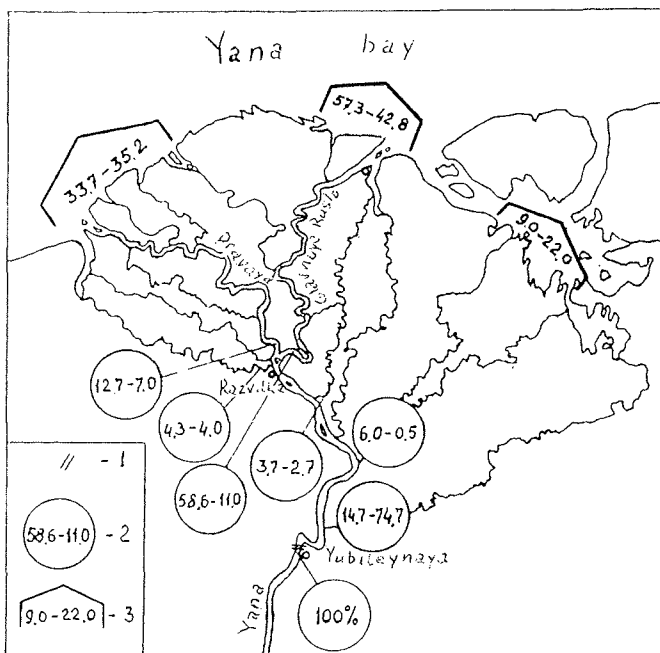 Yana bay
57.3-42.8
33.7-35.2
9.0-22.0
Pravaya
Glavnoye Ruslo
12.7-7.0
Razvilka
4.3-4.0
6.0-0.5
3.7-2.7
58.6-11.0
14.7-74.7
Yubileynaya
100%
Yana
// - 1
58.6-11.0 - 2
9.0-22.0 - 3